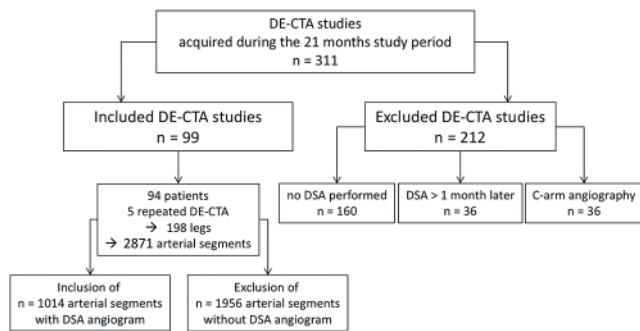 DE-CTA studies
acquired during the 21 months study period
n = 311
Included DE-CTA studies
n = 99
Excluded DE-CTA studies
n = 212
94 patients
5 repeated DE-CTA
→ 198 legs
→ 2871 arterial segments
no DSA performed
n = 160
DSA > 1 month later
n = 36
C-arm angiography
n = 36
Inclusion of
n = 1014 arterial segments
with DSA angiogram
Exclusion of
n = 1956 arterial segments
without DSA angiogram